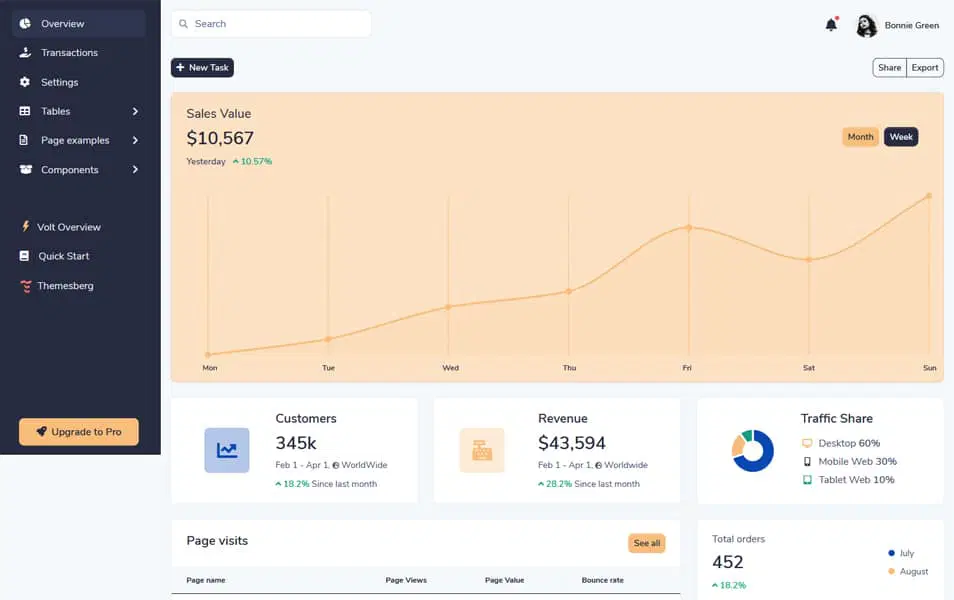 Overview
Transactions
Settings
Tables
Page examples
Components
Volt Overview
Quick Start
Themesberg
Upgrade to Pro
Search
Bonnie Green
New Task
Share Export
Sales Value
$10,567
Yesterday 10.57%
Month Week
Mon Tue Wed Thu Fri Sat Sun
Customers
345k
Feb 1 - Apr 1, WorldWide
18.2% Since last month
Revenue
$43,594
Feb 1 - Apr 1, Worldwide
28.2% Since last month
Traffic Share
Desktop 60%
Mobile Web 30%
Tablet Web 10%
Page visits
See all
Page name Page Views Page Value Bounce rate
Total orders
452
18.2%
July
August